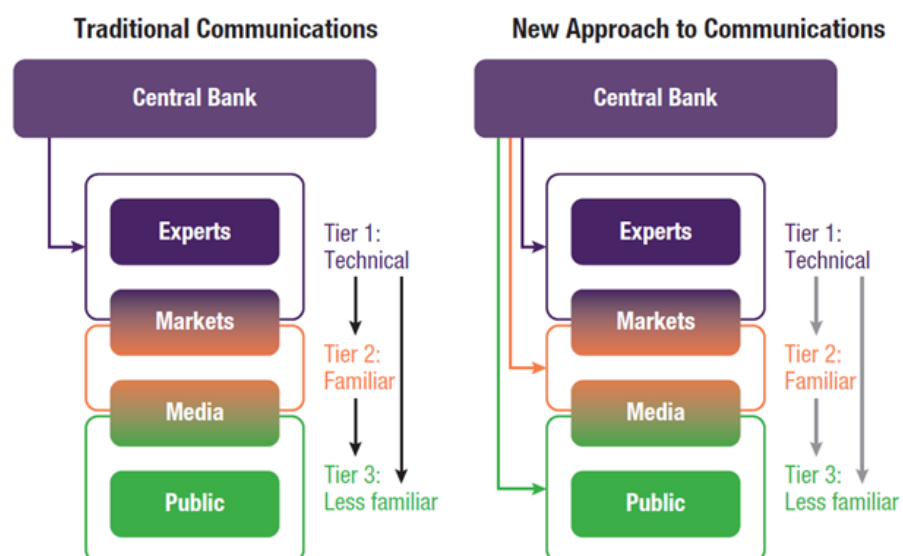 Traditional Communications
Central Bank
Experts
Markets
Media
Public
Tier 1:
Technical
Tier 2:
Familiar
Tier 3:
Less familiar
New Approach to Communications
Central Bank
Experts
Markets
Media
Public
Tier 1:
Technical
Tier 2:
Familiar
Tier 3:
Less familiar